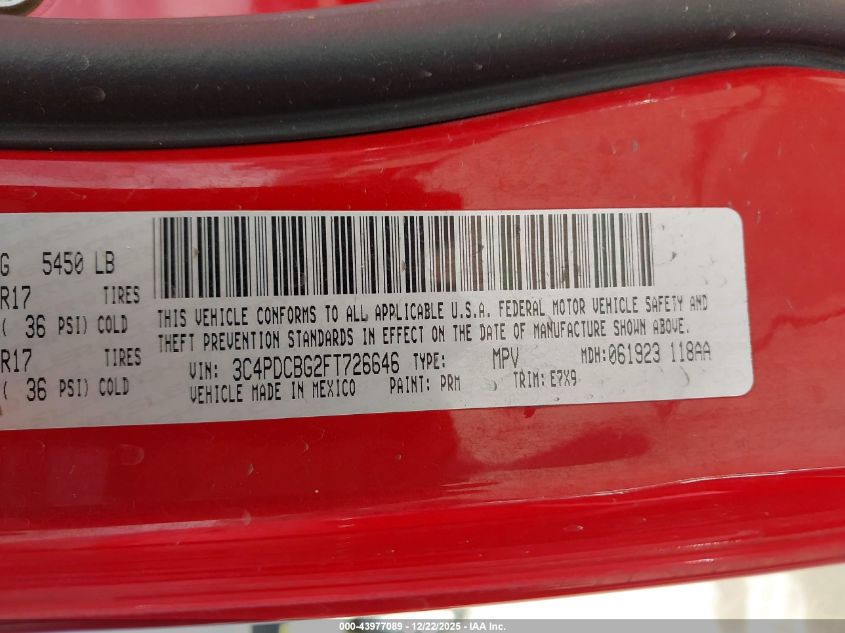 G 5450 LB
R17 TIRES
( 36 PSI) COLD
R17 TIRES
( 36 PSI) COLD
THIS VEHICLE CONFORMS TO ALL APPLICABLE U.S.A. FEDERAL MOTOR VEHICLE SAFETY AND
THEFT PREVENTION STANDARDS IN EFFECT ON THE DATE OF MANUFACTURE SHOWN ABOVE.
VIN: 3C4PDCBG2FT726646 TYPE: MPV MDH:061923 118AA
VEHICLE MADE IN MEXICO PAINT: PRM TRIM: E7X9
000-43977089 - 12/22/2025 - IAA Inc.